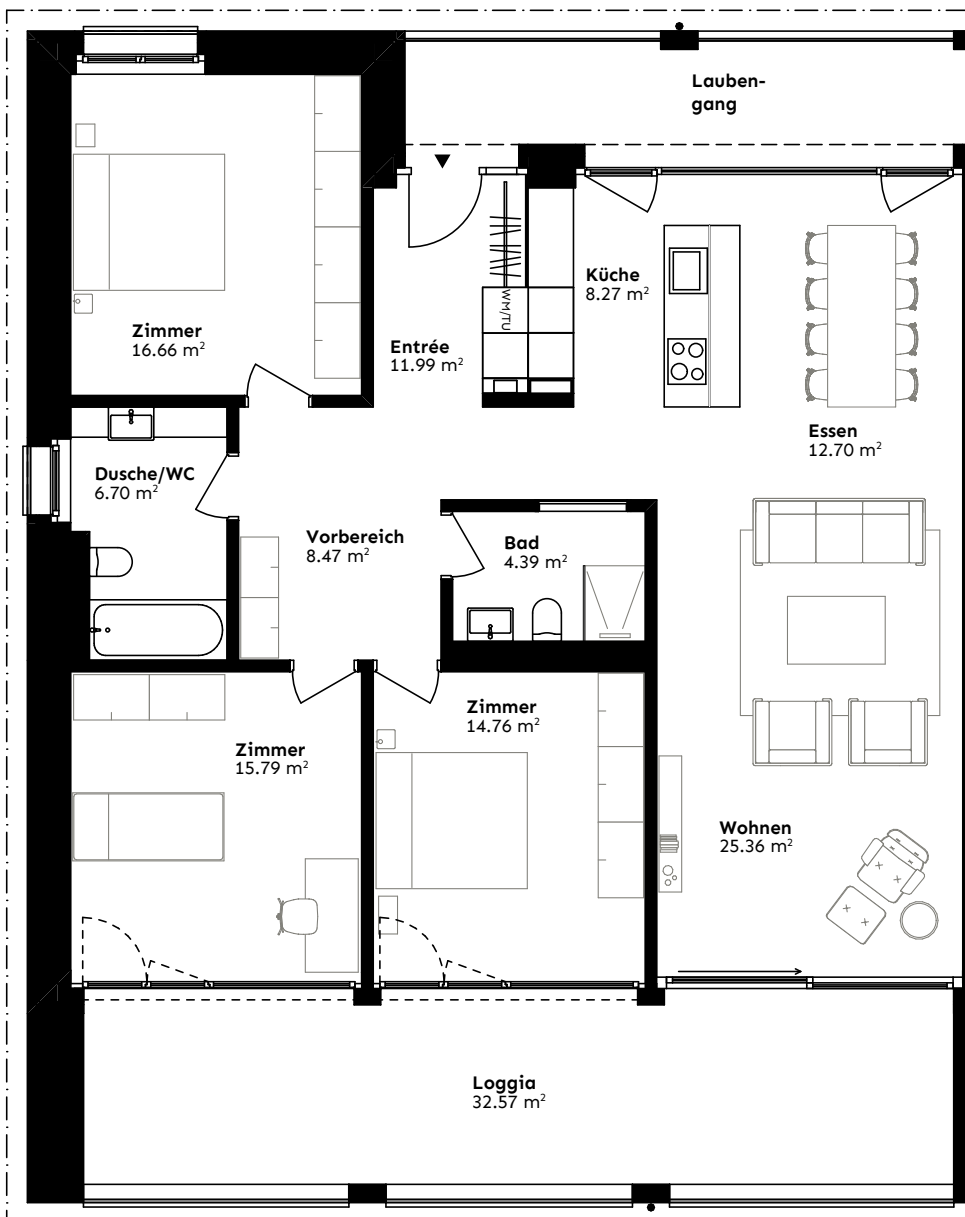 Lauben-
gang
Küche
8.27 m²
WM/TU
Zimmer
16.66 m²
Entrée
11.99 m²
Essen
12.70 m²
Dusche/WC
6.70 m²
Vorbereich
8.47 m²
Bad
4.39 m²
Zimmer
14.76 m²
Zimmer
15.79 m²
Wohnen
25.36 m²
Loggia
32.57 m²